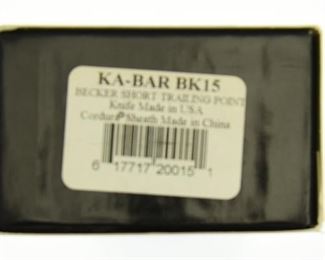 KA-BAR BK15
BECKER SHORT TRAILING POINT
Knife Made in USA
Cordura Sheath Made in China
6 17717 20015 1